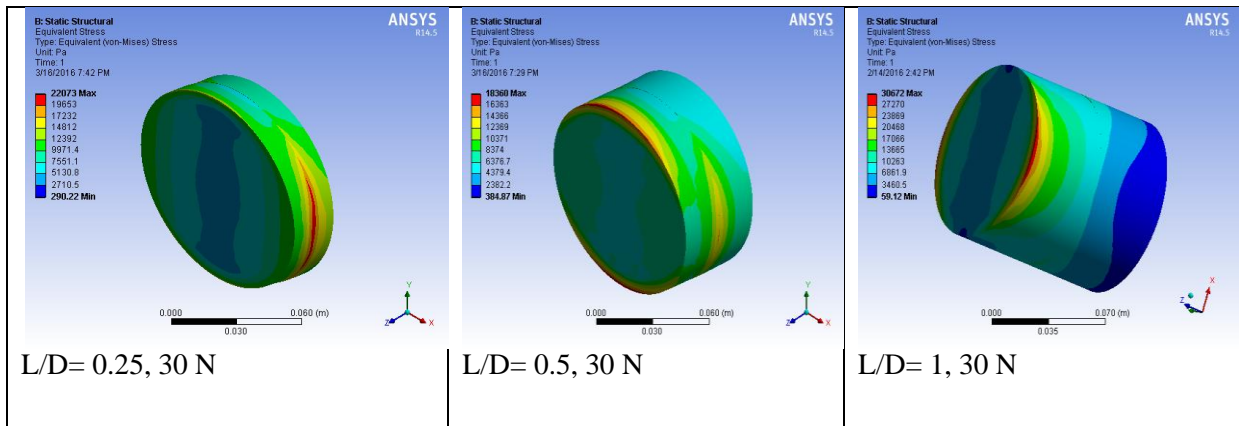 B: Static Structural
Equivalent Stress
Type: Equivalent (von-Mises) Stress
Unit: Pa
Time: 1
3/16/2016 7:42 PM
22073 Max
19653
17232
14812
12392
9971.4
7551.1
5130.8
2710.5
290.22 Min
ANSYS
R14.5
Y
Z
X
0.000
0.060 (m)
0.030
L/D= 0.25, 30 N
B: Static Structural
Equivalent Stress
Type: Equivalent (von-Mises) Stress
Unit: Pa
Time: 1
3/16/2016 7:29 PM
18360 Max
16363
14366
12369
10371
8374
6376.7
4379.4
2382.2
384.87 Min
ANSYS
R14.5
Y
Z
X
0.000
0.060 (m)
0.030
L/D= 0.5, 30 N
B: Static Structural
Equivalent Stress
Type: Equivalent (von-Mises) Stress
Unit: Pa
Time: 1
2/14/2016 2:42 PM
30672 Max
27270
23869
20468
17066
13665
10263
6861.9
3460.5
59.12 Min
ANSYS
R14.5
X
Z
0.000
0.070 (m)
0.035
L/D= 1, 30 N